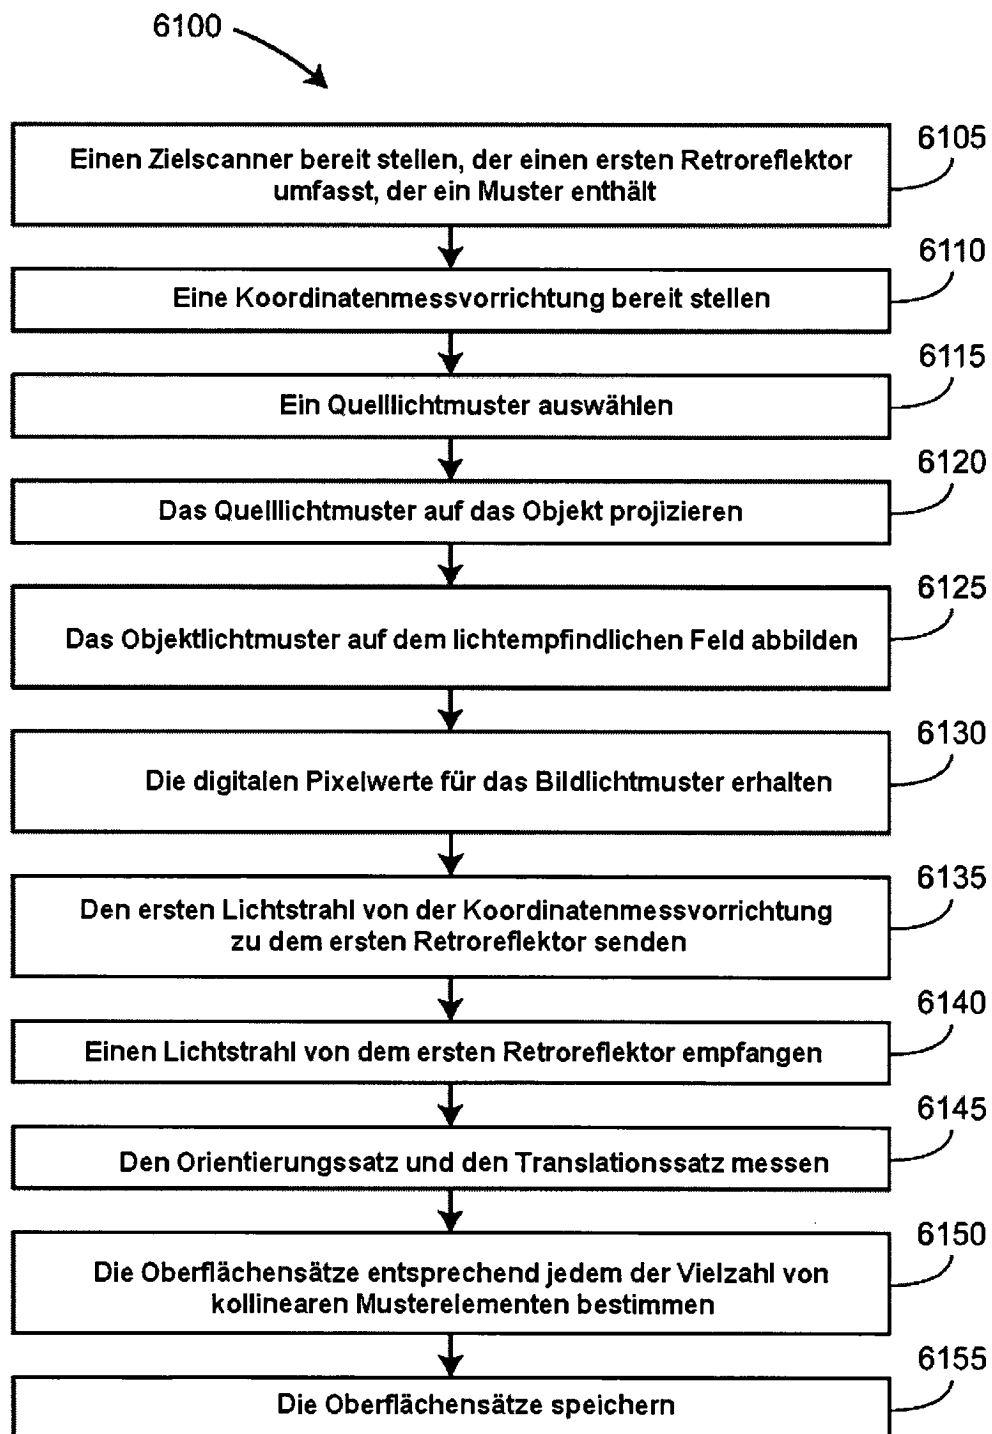 6100
6105
Einen Zielscanner bereit stellen, der einen ersten Retroreflektor
umfasst, der ein Muster enthält
6110
Eine Koordinatenmessvorrichtung bereit stellen
6115
Ein Quelllichtmuster auswählen
6120
Das Quelllichtmuster auf das Objekt projizieren
6125
Das Objektlichtmuster auf dem lichtempfindlichen Feld abbilden
6130
Die digitalen Pixelwerte für das Bildlichtmuster erhalten
6135
Den ersten Lichtstrahl von der Koordinatenmessvorrichtung
zu dem ersten Retroreflektor senden
6140
Einen Lichtstrahl von dem ersten Retroreflektor empfangen
6145
Den Orientierungssatz und den Translationssatz messen
6150
Die Oberflächensätze entsprechend jedem der Vielzahl von
kollinearen Musterelementen bestimmen
6155
Die Oberflächensätze speichern